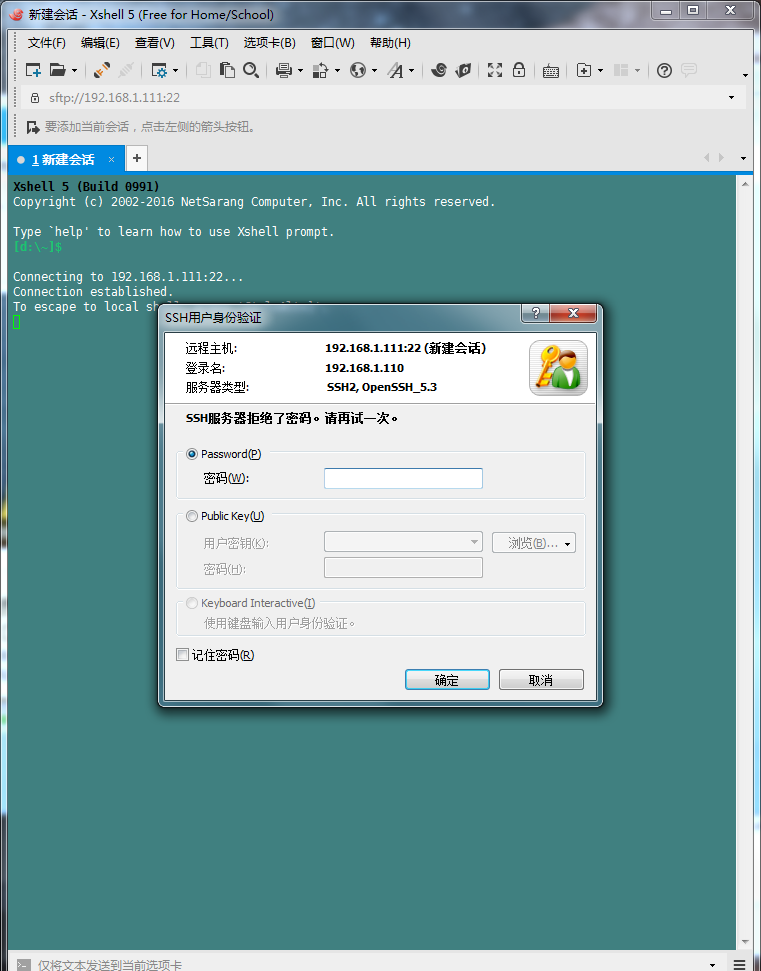 新建会话 - Xshell 5 (Free for Home/School)
文件(F) 编辑(E) 查看(V) 工具(T) 选项卡(B) 窗口(W) 帮助(H)
sftp://192.168.1.111:22
要添加当前会话，点击左侧的箭头按钮。
1 新建会话 × +
Xshell 5 (Build 0991)
Copyright (c) 2002-2016 NetSarang Computer, Inc. All rights reserved.
Type `help' to learn how to use Xshell prompt.
[d:\~]$
Connecting to 192.168.1.111:22...
Connection established.
To escape to local
SSH用户身份验证
远程主机: 192.168.1.111:22 (新建会话)
登录名: 192.168.1.110
服务器类型: SSH2, OpenSSH_5.3
SSH服务器拒绝了密码。请再试一次。
Password(P)
密码(W):
Public Key(U)
用户密钥(K): 浏览(B)...
密码(H):
Keyboard Interactive(I)
使用键盘输入用户身份验证。
记住密码(R)
确定 取消
仅将文本发送到当前选项卡